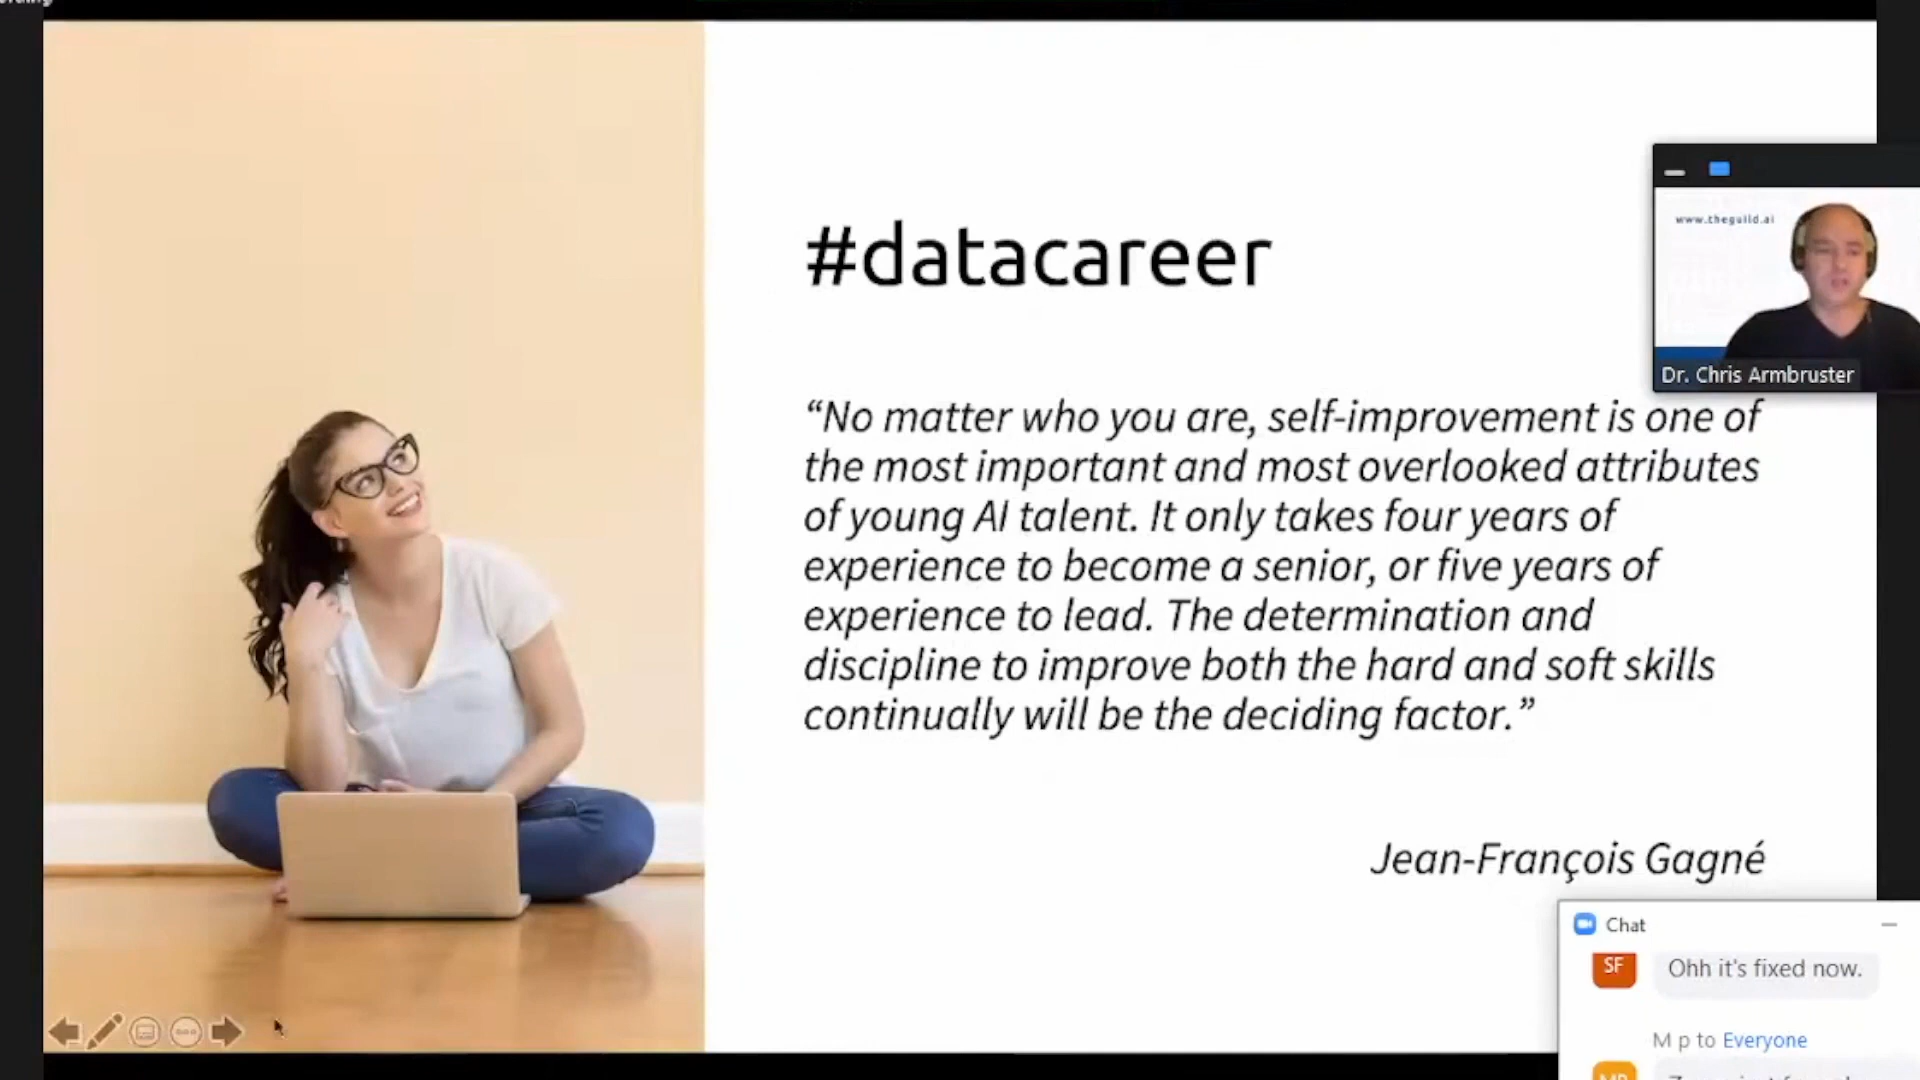 #datacareer
www.theguild.ai
Dr. Chris Armbruster
“No matter who you are, self-improvement is one of
the most important and most overlooked attributes
of young AI talent. It only takes four years of
experience to become a senior, or five years of
experience to lead. The determination and
discipline to improve both the hard and soft skills
continually will be the deciding factor.”
Jean-François Gagné
Chat
SF
Ohh it's fixed now.
M p to Everyone